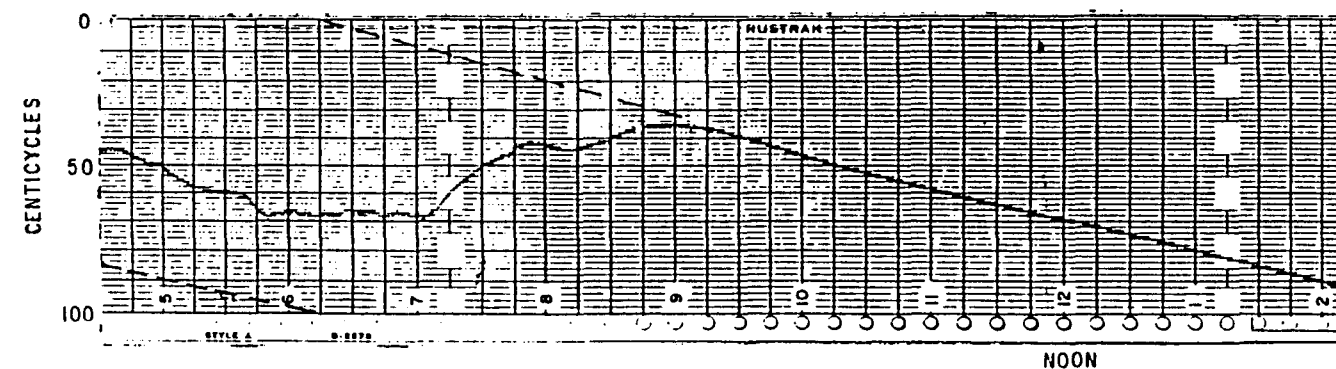 RUSTRAK
0
CENTICYCLES
50
100
5 6 7 8 9 10 11 12 1 2
STYLE A
NOON